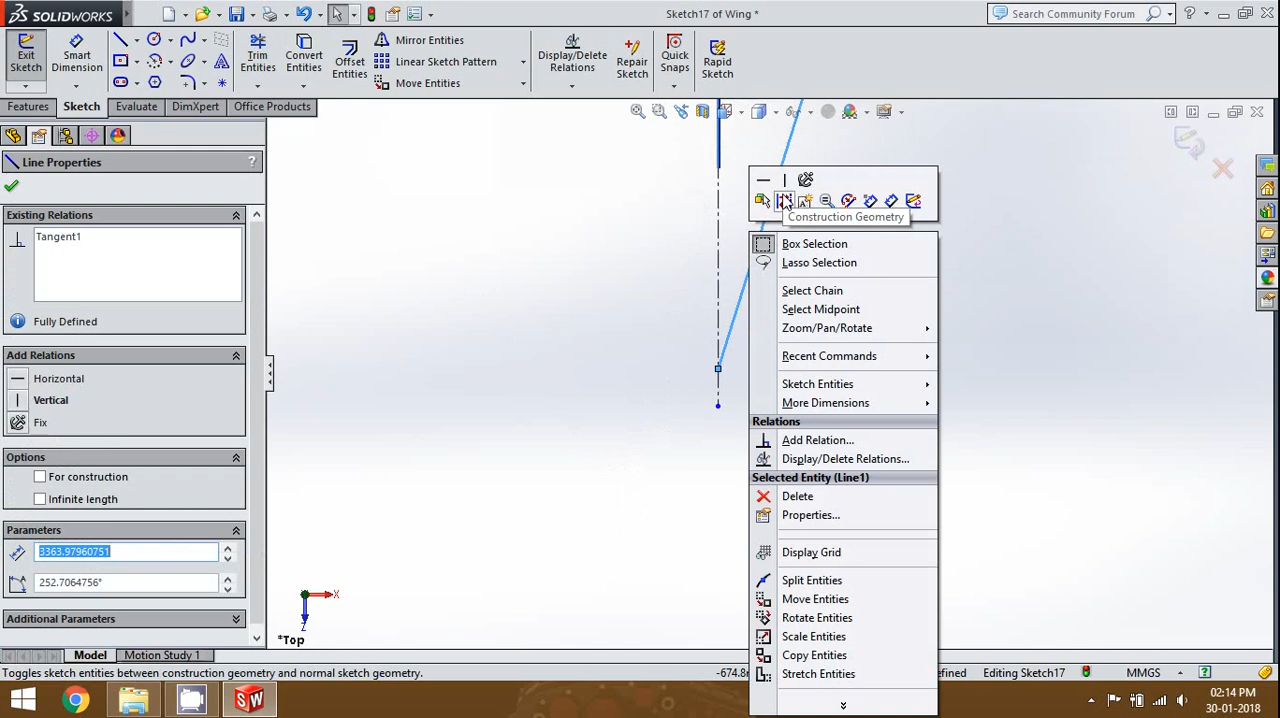 SOLIDWORKS
Sketch17 of Wing *
Search Community Forum
Exit Sketch
Smart Dimension
Trim Entities
Convert Entities
Offset Entities
Mirror Entities
Linear Sketch Pattern
Move Entities
Display/Delete Relations
Repair Sketch
Quick Snaps
Rapid Sketch
Features
Sketch
Evaluate
DimXpert
Office Products
Line Properties
?
Existing Relations
Tangent1
Fully Defined
Add Relations
Horizontal
Vertical
Fix
Options
For construction
Infinite length
Parameters
3363.97960751
252.7064756°
Additional Parameters
Construction Geometry
Box Selection
Lasso Selection
Select Chain
Select Midpoint
Zoom/Pan/Rotate
Recent Commands
Sketch Entities
More Dimensions
Relations
Add Relation...
Display/Delete Relations...
Selected Entity (Line1)
Delete
Properties...
Display Grid
Split Entities
Move Entities
Rotate Entities
Scale Entities
Copy Entities
Stretch Entities
X
Z
*Top
Model
Motion Study 1
Toggles sketch entities between construction geometry and normal sketch geometry.
Editing Sketch17
MMGS
02:14 PM
30-01-2018